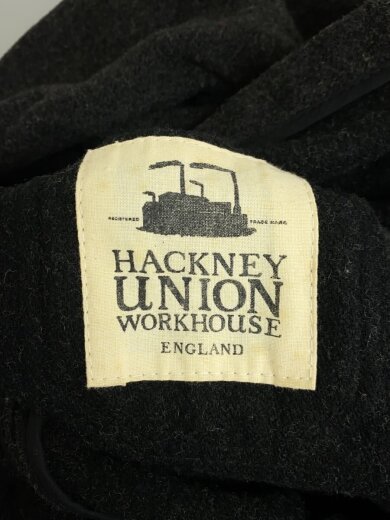 REGISTERED TRADE MARK
HACKNEY
UNION
WORKHOUSE
ENGLAND